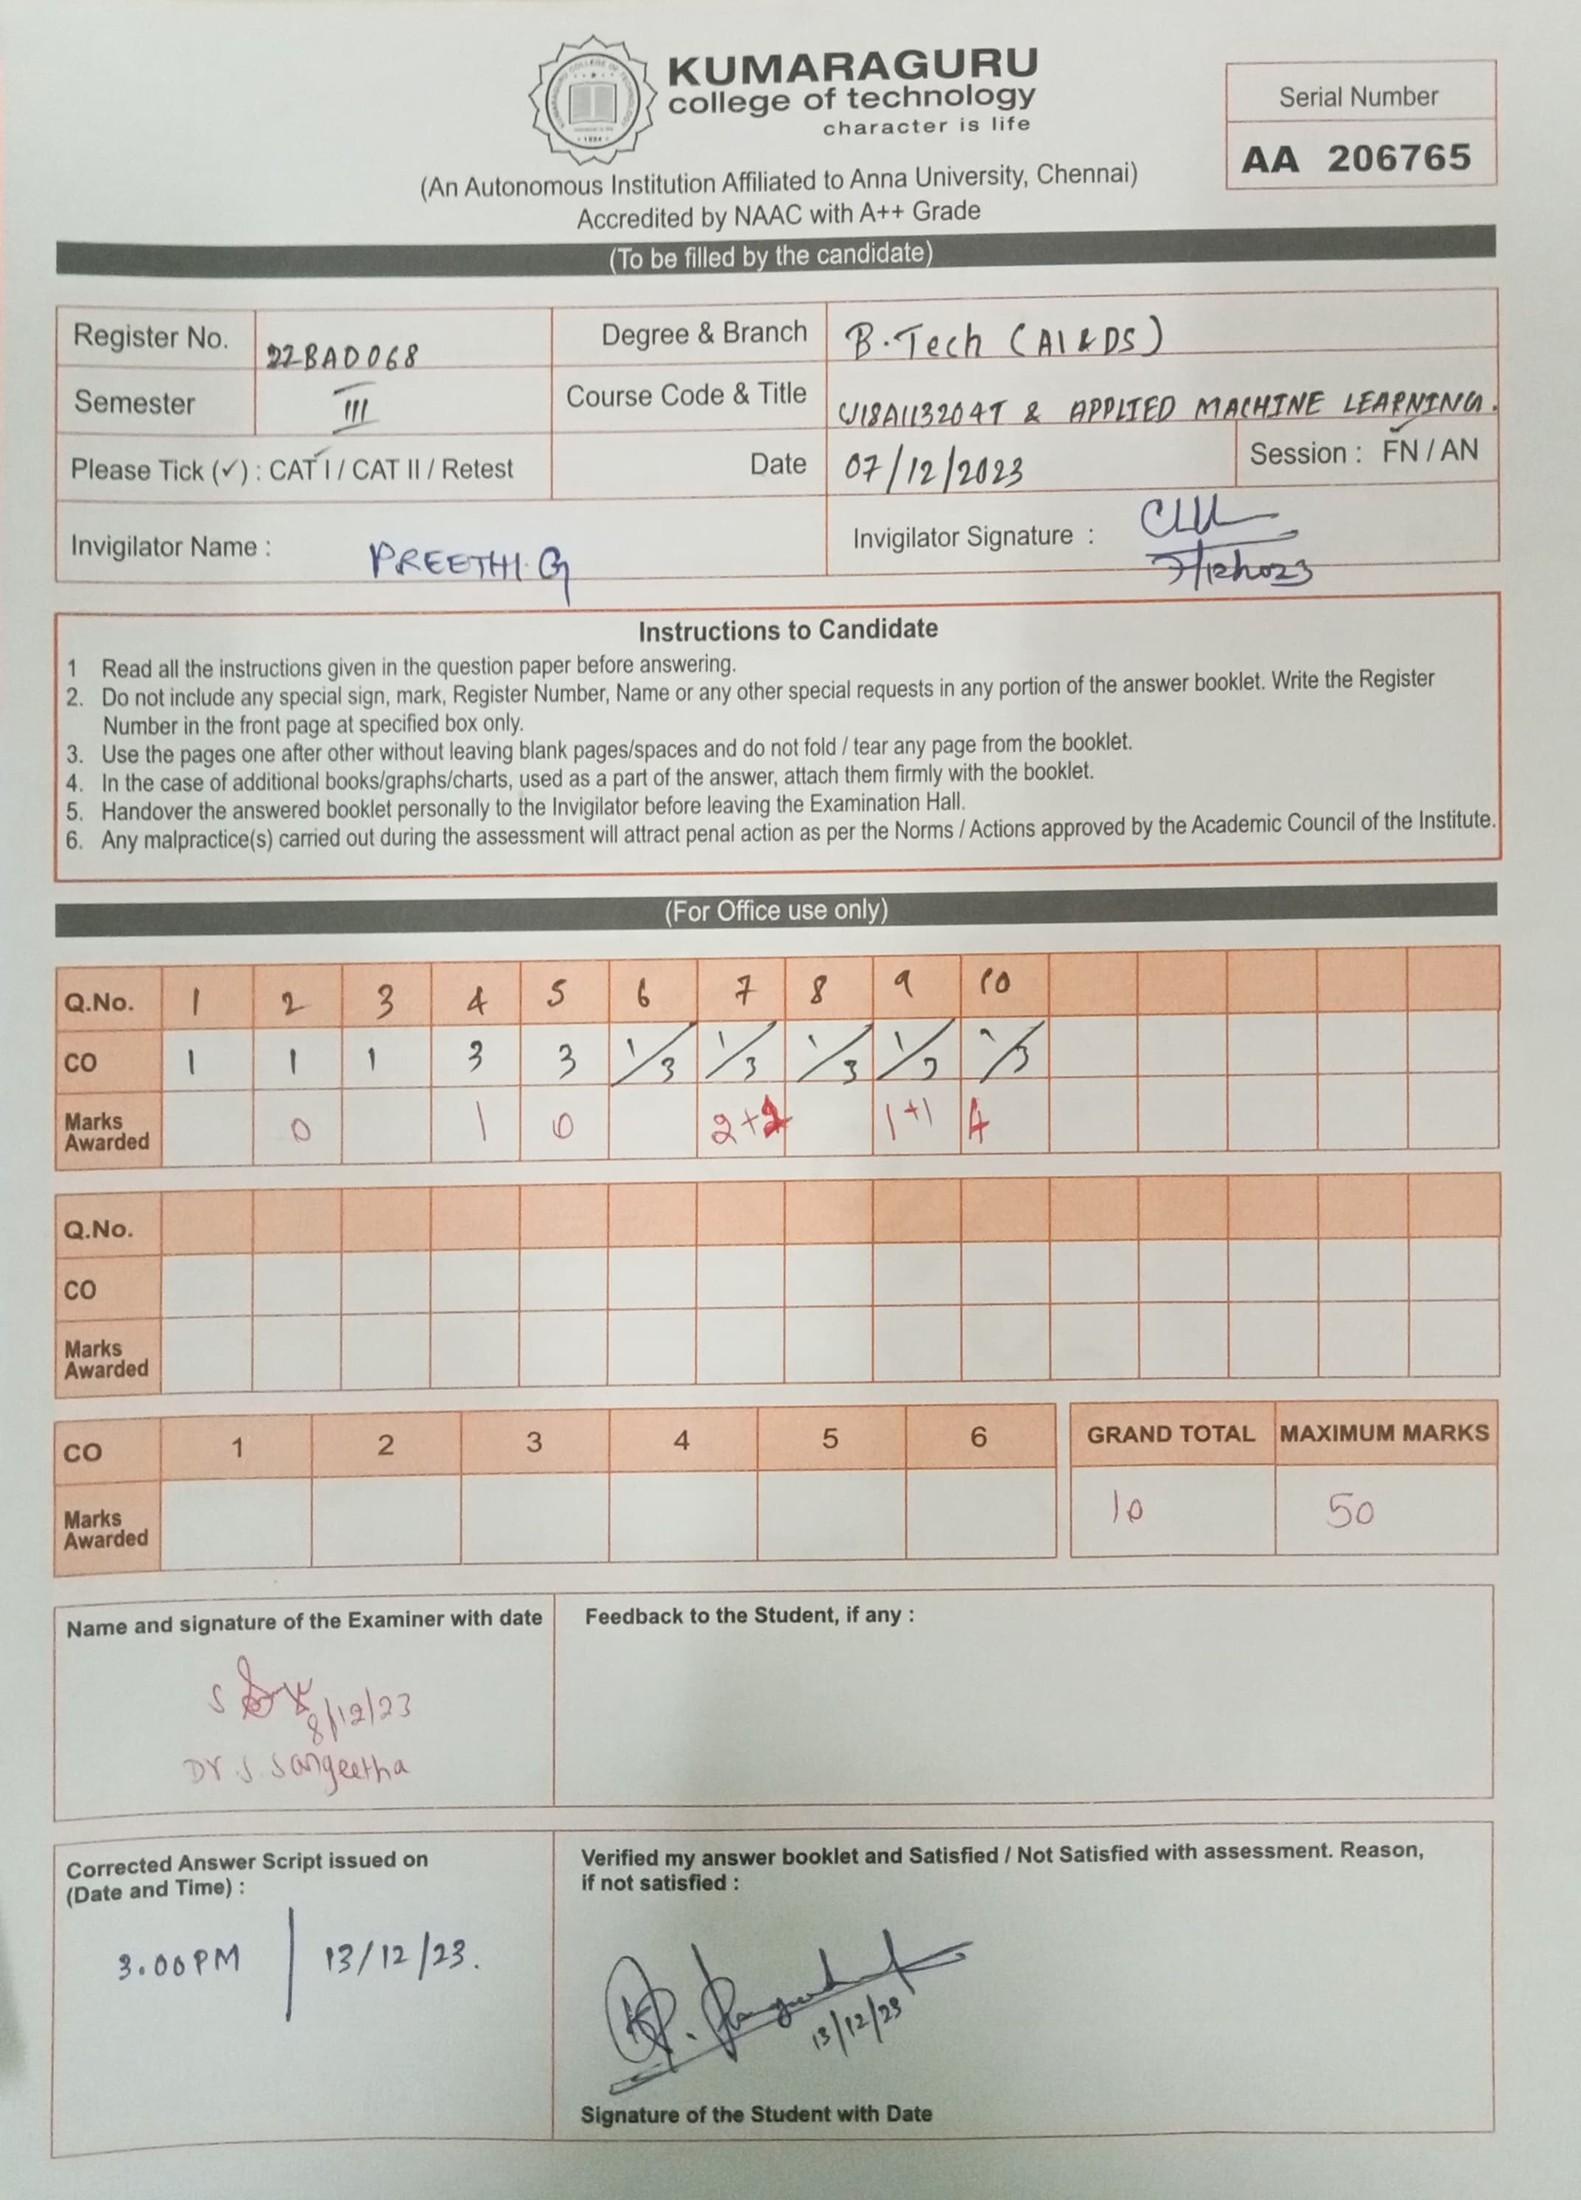 KUMARAGURU
college of technology
character is life
Serial Number
AA 206765
(An Autonomous Institution Affiliated to Anna University, Chennai)
Accredited by NAAC with A++ Grade
(To be filled by the candidate)
Register No. 22BAD068 Degree & Branch B.Tech (AI&DS)
Semester III Course Code & Title U18AII3204T & APPLIED MACHINE LEARNING.
Please Tick (✓) : CAT I / CAT II / Retest Date 07/12/2023 Session : FN / AN
Invigilator Name : PREETHI.G Invigilator Signature :
7/12/2023
Instructions to Candidate
1 Read all the instructions given in the question paper before answering.
2. Do not include any special sign, mark, Register Number, Name or any other special requests in any portion of the answer booklet. Write the Register
Number in the front page at specified box only.
3. Use the pages one after other without leaving blank pages/spaces and do not fold / tear any page from the booklet.
4. In the case of additional books/graphs/charts, used as a part of the answer, attach them firmly with the booklet.
5. Handover the answered booklet personally to the Invigilator before leaving the Examination Hall.
6. Any malpractice(s) carried out during the assessment will attract penal action as per the Norms / Actions approved by the Academic Council of the Institute.
(For Office use only)
Q.No. 1 2 3 4 5 6 7 8 9 10
CO 1 1 1 3 3 1/3 1/3 1/3 1/3 1/3
Marks
Awarded 0 1 0 2+2 1+1 4
Q.No.
CO
Marks
Awarded
CO 1 2 3 4 5 6 GRAND TOTAL MAXIMUM MARKS
Marks
Awarded 10 50
Name and signature of the Examiner with date
8/12/23
Dr S. Sangeetha
Feedback to the Student, if any :
Corrected Answer Script issued on
(Date and Time) :
3.00PM | 13/12/23.
Verified my answer booklet and Satisfied / Not Satisfied with assessment. Reason,
if not satisfied :
13/12/23
Signature of the Student with Date